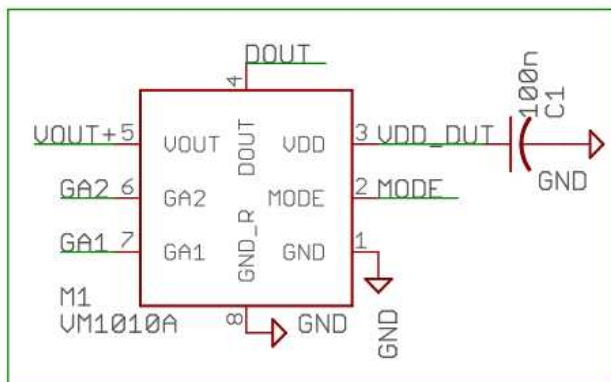 DOUT
4
100n
C1
VOUT+ 5 VOUT DOUT VDD 3 VDD_DUT
GND
GA2 6 GA2 MODE 2 MODE
GA1 7 GA1 GND_R GND 1
M1
VM1010A
8 GND
GND